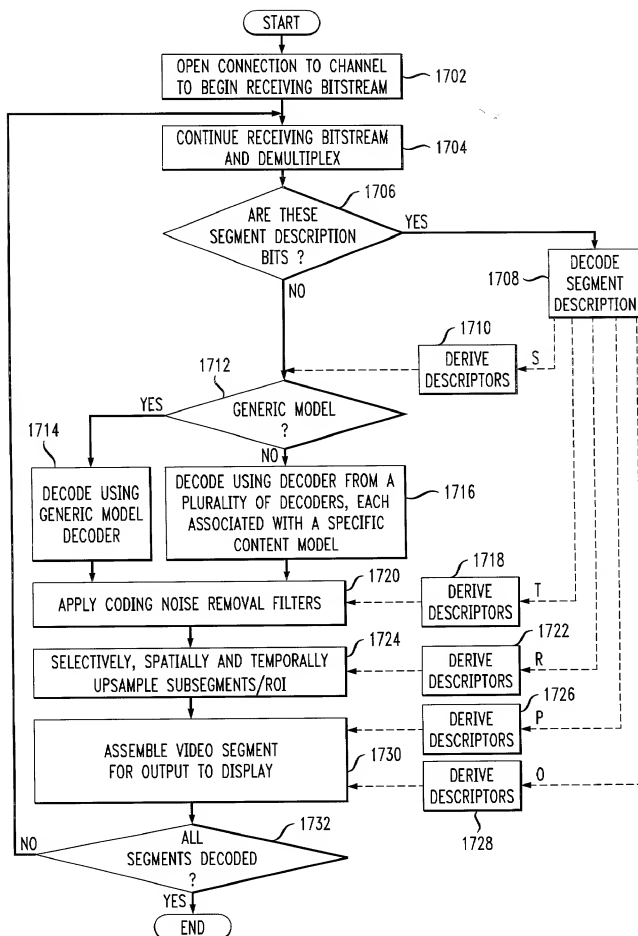 START
OPEN CONNECTION TO CHANNEL
TO BEGIN RECEIVING BITSTREAM
1702
CONTINUE RECEIVING BITSTREAM
AND DEMULTIPLEX
1704
1706
ARE THESE
SEGMENT DESCRIPTION
BITS ?
YES
NO
1708
DECODE
SEGMENT
DESCRIPTION
1710
DERIVE
DESCRIPTORS
S
1712
GENERIC MODEL
?
YES
NO
1714
DECODE USING
GENERIC MODEL
DECODER
DECODE USING DECODER FROM A
PLURALITY OF DECODERS, EACH
ASSOCIATED WITH A SPECIFIC
CONTENT MODEL
1716
1718
DERIVE
DESCRIPTORS
T
1720
APPLY CODING NOISE REMOVAL FILTERS
1722
DERIVE
DESCRIPTORS
R
1724
SELECTIVELY, SPATIALLY AND TEMPORALLY
UPSAMPLE SUBSEGMENTS/ROI
1726
DERIVE
DESCRIPTORS
P
ASSEMBLE VIDEO SEGMENT
FOR OUTPUT TO DISPLAY
1730
DERIVE
DESCRIPTORS
O
1728
1732
ALL
SEGMENTS DECODED
?
NO
YES
END